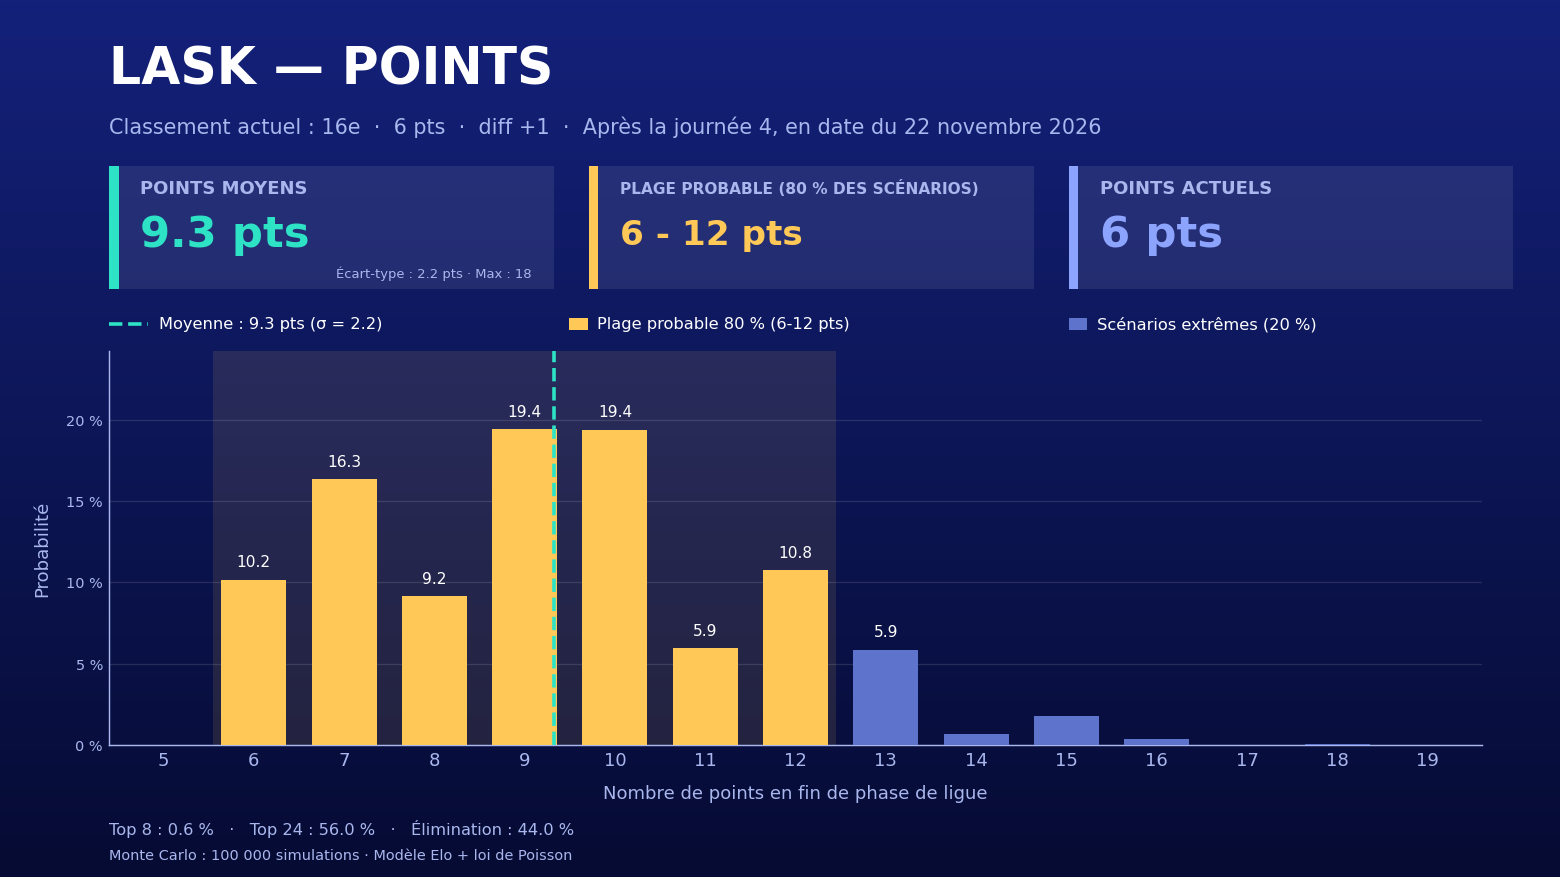 LASK — POINTS
Classement actuel : 16e · 6 pts · diff +1 · Après la journée 4, en date du 22 novembre 2026
POINTS MOYENS
9.3 pts
Écart-type : 2.2 pts · Max : 18
PLAGE PROBABLE (80 % DES SCÉNARIOS)
6 - 12 pts
POINTS ACTUELS
6 pts
Moyenne : 9.3 pts (σ = 2.2)
Plage probable 80 % (6-12 pts)
Scénarios extrêmes (20 %)
Probabilité
20 %
15 %
10 %
5 %
0 %
10.2
16.3
9.2
19.4
19.4
5.9
10.8
5.9
5 6 7 8 9 10 11 12 13 14 15 16 17 18 19
Nombre de points en fin de phase de ligue
Top 8 : 0.6 % · Top 24 : 56.0 % · Élimination : 44.0 %
Monte Carlo : 100 000 simulations · Modèle Elo + loi de Poisson